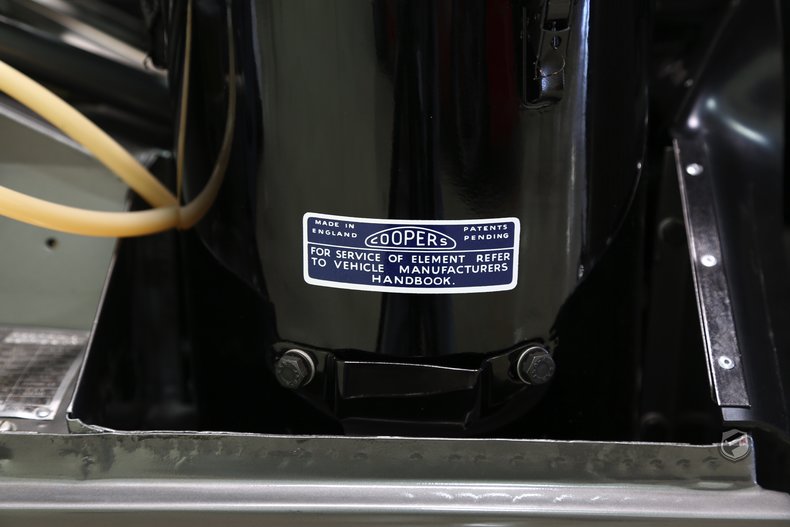 MADE IN
ENGLAND
COOPERs
PATENTS
PENDING
FOR SERVICE OF ELEMENT REFER
TO VEHICLE MANUFACTURERS
HANDBOOK.